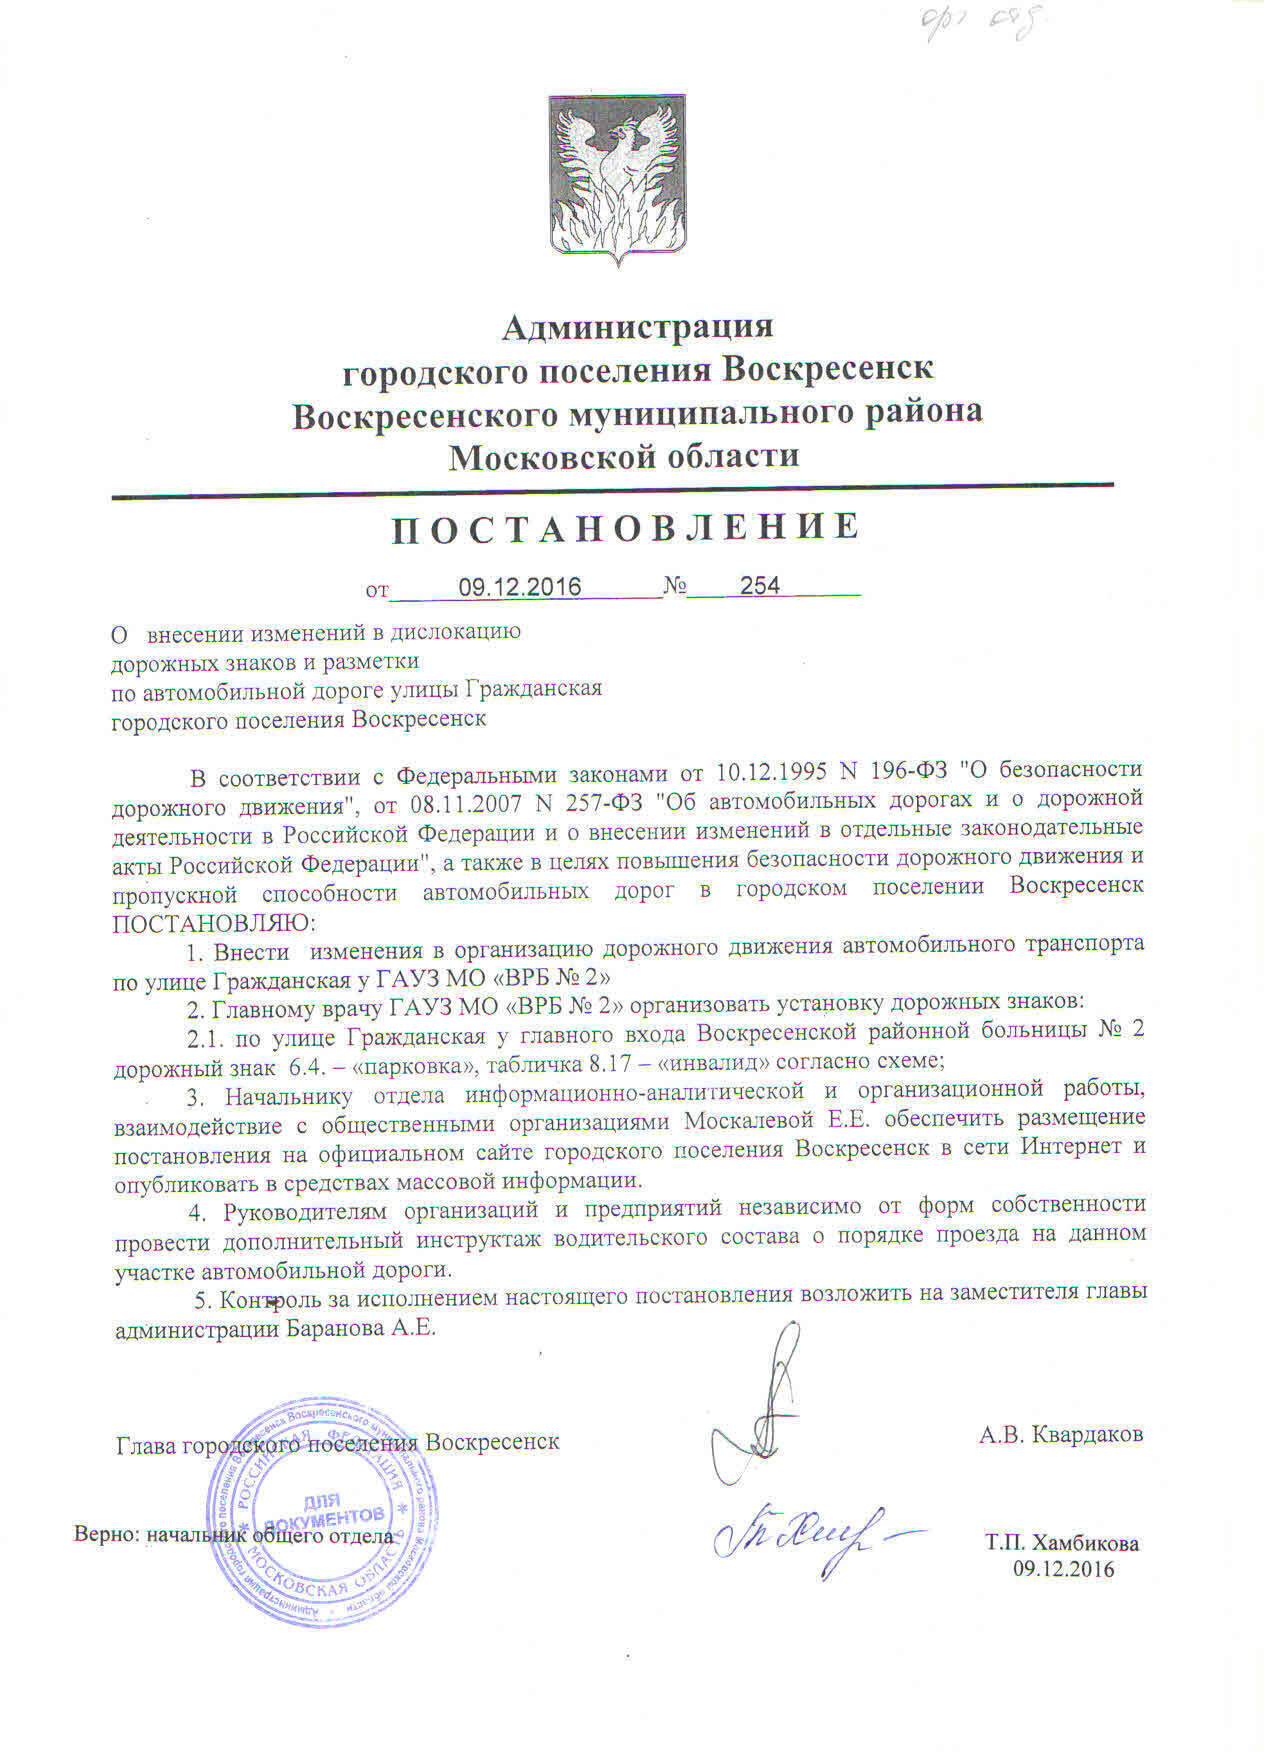 Администрация
городского поселения Воскресенск
Воскресенского муниципального района
Московской области
ПОСТАНОВЛЕНИЕ
от 09.12.2016 № 254
О внесении изменений в дислокацию
дорожных знаков и разметки
по автомобильной дороге улицы Гражданская
городского поселения Воскресенск
В соответствии с Федеральными законами от 10.12.1995 N 196-ФЗ "О безопасности
дорожного движения", от 08.11.2007 N 257-ФЗ "Об автомобильных дорогах и о дорожной
деятельности в Российской Федерации и о внесении изменений в отдельные законодательные
акты Российской Федерации", а также в целях повышения безопасности дорожного движения и
пропускной способности автомобильных дорог в городском поселении Воскресенск
ПОСТАНОВЛЯЮ:
1. Внести изменения в организацию дорожного движения автомобильного транспорта
по улице Гражданская у ГАУЗ МО «ВРБ № 2»
2. Главному врачу ГАУЗ МО «ВРБ № 2» организовать установку дорожных знаков:
2.1. по улице Гражданская у главного входа Воскресенской районной больницы № 2
дорожный знак 6.4. – «парковка», табличка 8.17 – «инвалид» согласно схеме;
3. Начальнику отдела информационно-аналитической и организационной работы,
взаимодействие с общественными организациями Москалевой Е.Е. обеспечить размещение
постановления на официальном сайте городского поселения Воскресенск в сети Интернет и
опубликовать в средствах массовой информации.
4. Руководителям организаций и предприятий независимо от форм собственности
провести дополнительный инструктаж водительского состава о порядке проезда на данном
участке автомобильной дороги.
5. Контроль за исполнением настоящего постановления возложить на заместителя главы
администрации Баранова А.Е.
Глава городского поселения Воскресенск А.В. Квардаков
Верно: начальник общего отдела Т.П. Хамбикова
09.12.2016
Администрация городского поселения Воскресенск Воскресенского муниципального района Московской области
РОССИЙСКАЯ ФЕДЕРАЦИЯ
МОСКОВСКАЯ ОБЛАСТЬ
ДЛЯ
ДОКУМЕНТОВ